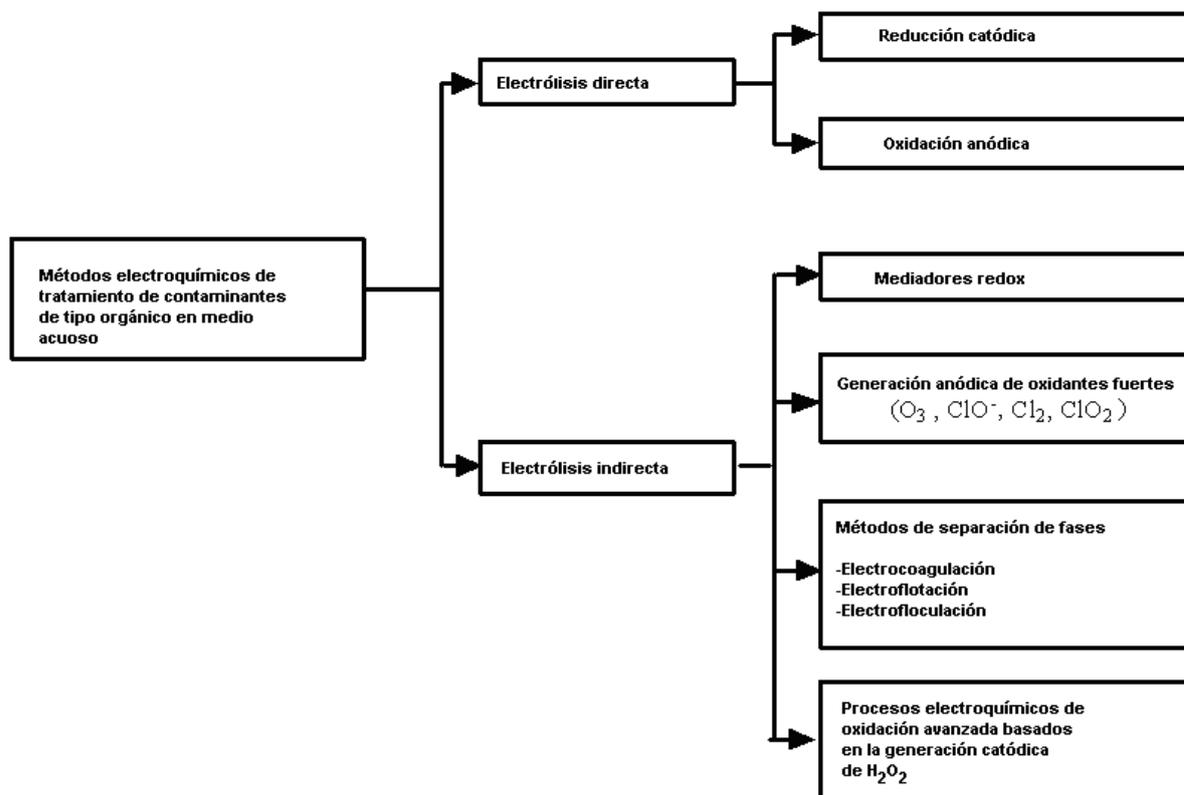 Métodos electroquímicos de
tratamiento de contaminantes
de tipo orgánico en medio
acuoso
Electrólisis directa
Reducción catódica
Oxidación anódica
Electrólisis indirecta
Mediadores redox
Generación anódica de oxidantes fuertes
(O₃ , ClO⁻, Cl₂, ClO₂ )
Métodos de separación de fases
-Electrocoagulación
-Electroflotación
-Electrofloculación
Procesos electroquímicos de
oxidación avanzada basados
en la generación catódica
de H₂O₂